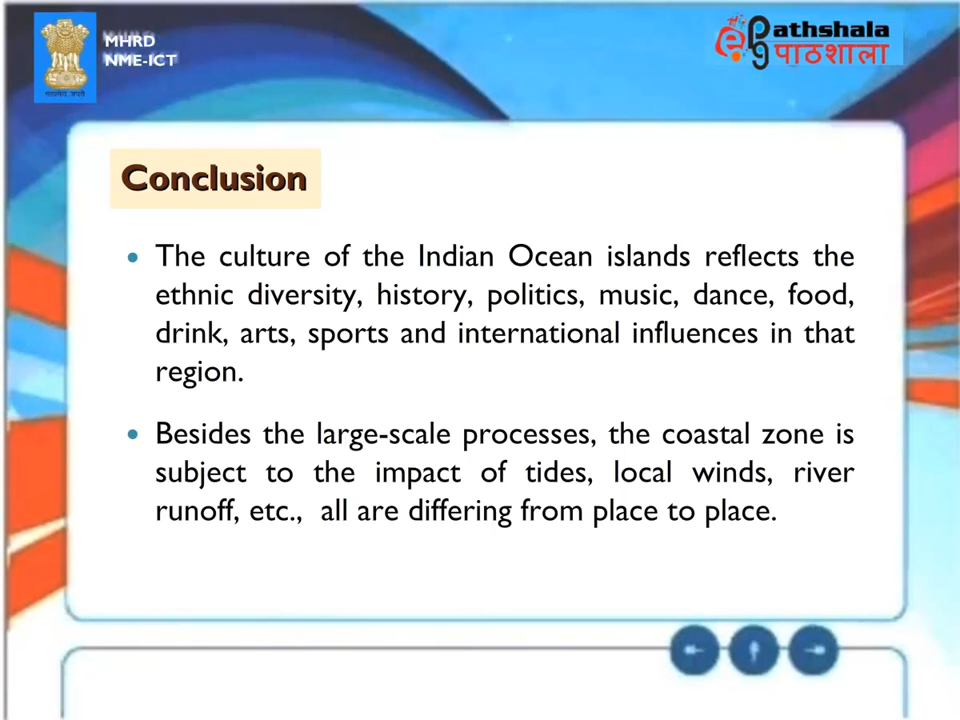 MHRD
NME-ICT
e pg Pathshala
पाठशाला
Conclusion
• The culture of the Indian Ocean islands reflects the
ethnic diversity, history, politics, music, dance, food,
drink, arts, sports and international influences in that
region.
• Besides the large-scale processes, the coastal zone is
subject to the impact of tides, local winds, river
runoff, etc., all are differing from place to place.